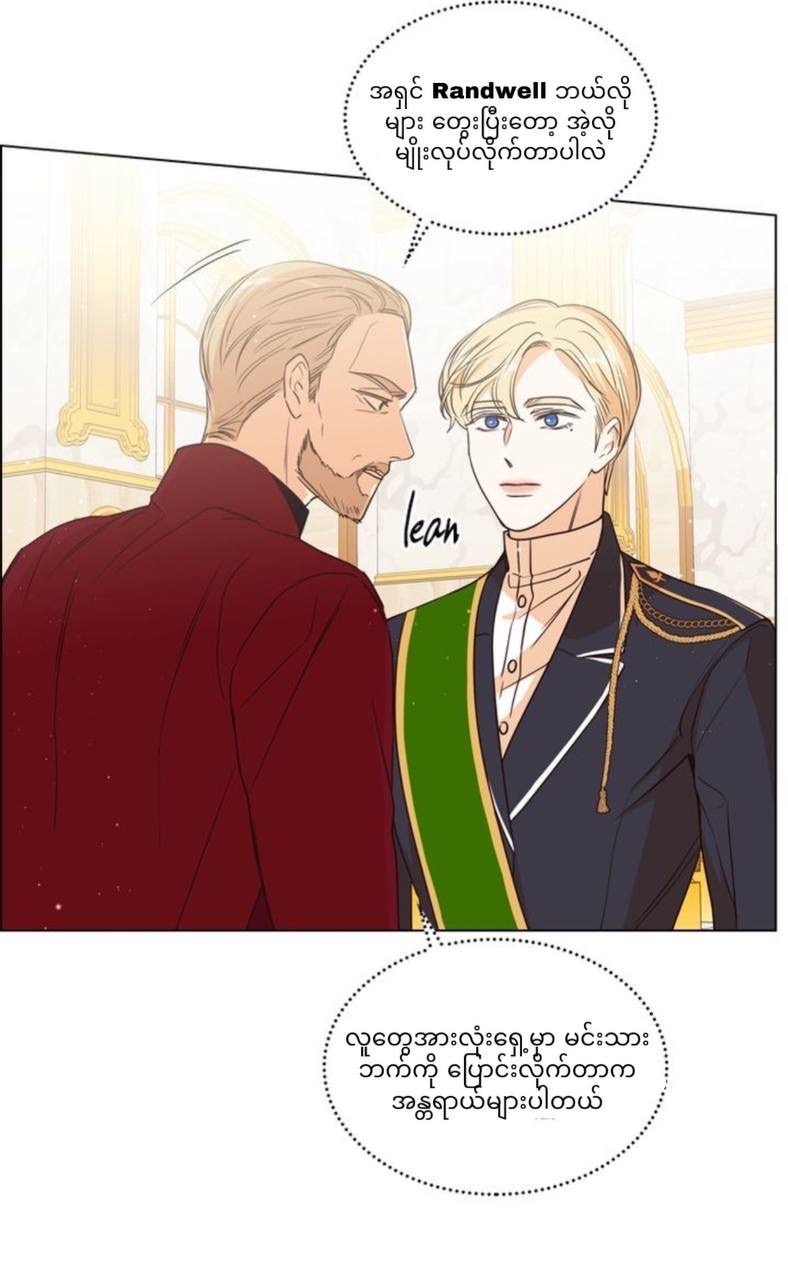 အရှင် Randwell ဘယ်လို
များ တွေးပြီးတော့ အဲ့လို
မျိုးလုပ်လိုက်တာပါလဲ
lean
လူတွေအားလုံးရှေ့မှာ မင်းသား
ဘက်ကို ပြောင်းလိုက်တာက
အန္တရာယ်များပါတယ်